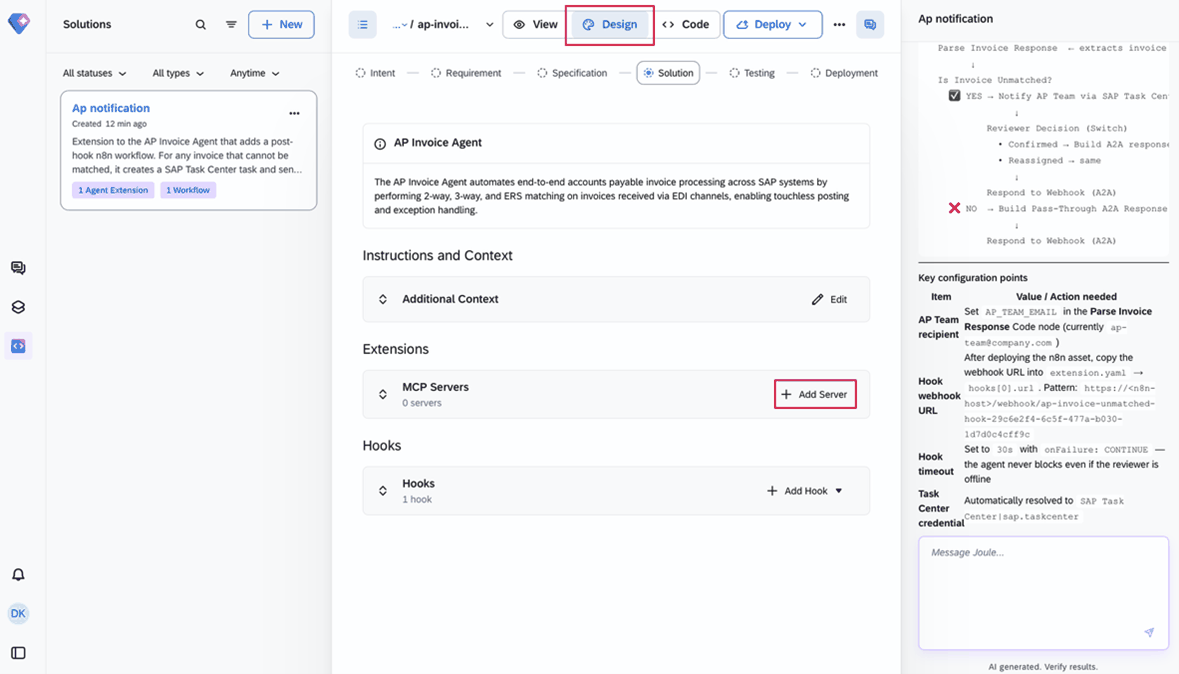 Solutions
New
All statuses
All types
Anytime
Ap notification
Created 12 min ago
Extension to the AP Invoice Agent that adds a post-
hook n8n workflow. For any invoice that cannot be
matched, it creates a SAP Task Center task and sen...
1 Agent Extension
1 Workflow
DK
...
/ ap-invoi...
View
Design
Code
Deploy
Intent
Requirement
Specification
Solution
Testing
Deployment
AP Invoice Agent
The AP Invoice Agent automates end-to-end accounts payable invoice processing across SAP systems by
performing 2-way, 3-way, and ERS matching on invoices received via EDI channels, enabling touchless posting
and exception handling.
Instructions and Context
Additional Context
Edit
Extensions
MCP Servers
0 servers
Add Server
Hooks
Hooks
1 hook
Add Hook
Ap notification
Parse Invoice Response ← extracts invoice
↓
Is Invoice Unmatched?
YES → Notify AP Team via SAP Task Cen
↓
Reviewer Decision (Switch)
• Confirmed → Build A2A response
• Reassigned → same
↓
Respond to Webhook (A2A)
NO → Build Pass-Through A2A Response
↓
Respond to Webhook (A2A)
Key configuration points
Item
Value / Action needed
AP Team
recipient
Set AP_TEAM_EMAIL in the Parse Invoice
Response Code node (currently ap-
team@company.com )
Hook
webhook
URL
After deploying the n8n asset, copy the
webhook URL into extension.yaml →
hooks[0].url . Pattern: https://<n8n-
host>/webhook/ap-invoice-unmatched-
hook-29c6e2f4-6c5f-477a-b030-
1d7d0c4cff9c
Hook
timeout
Set to 30s with onFailure: CONTINUE —
the agent never blocks even if the reviewer is
offline
Task
Center
credential
Automatically resolved to SAP Task
Center|sap.taskcenter
Message Joule...
AI generated. Verify results.